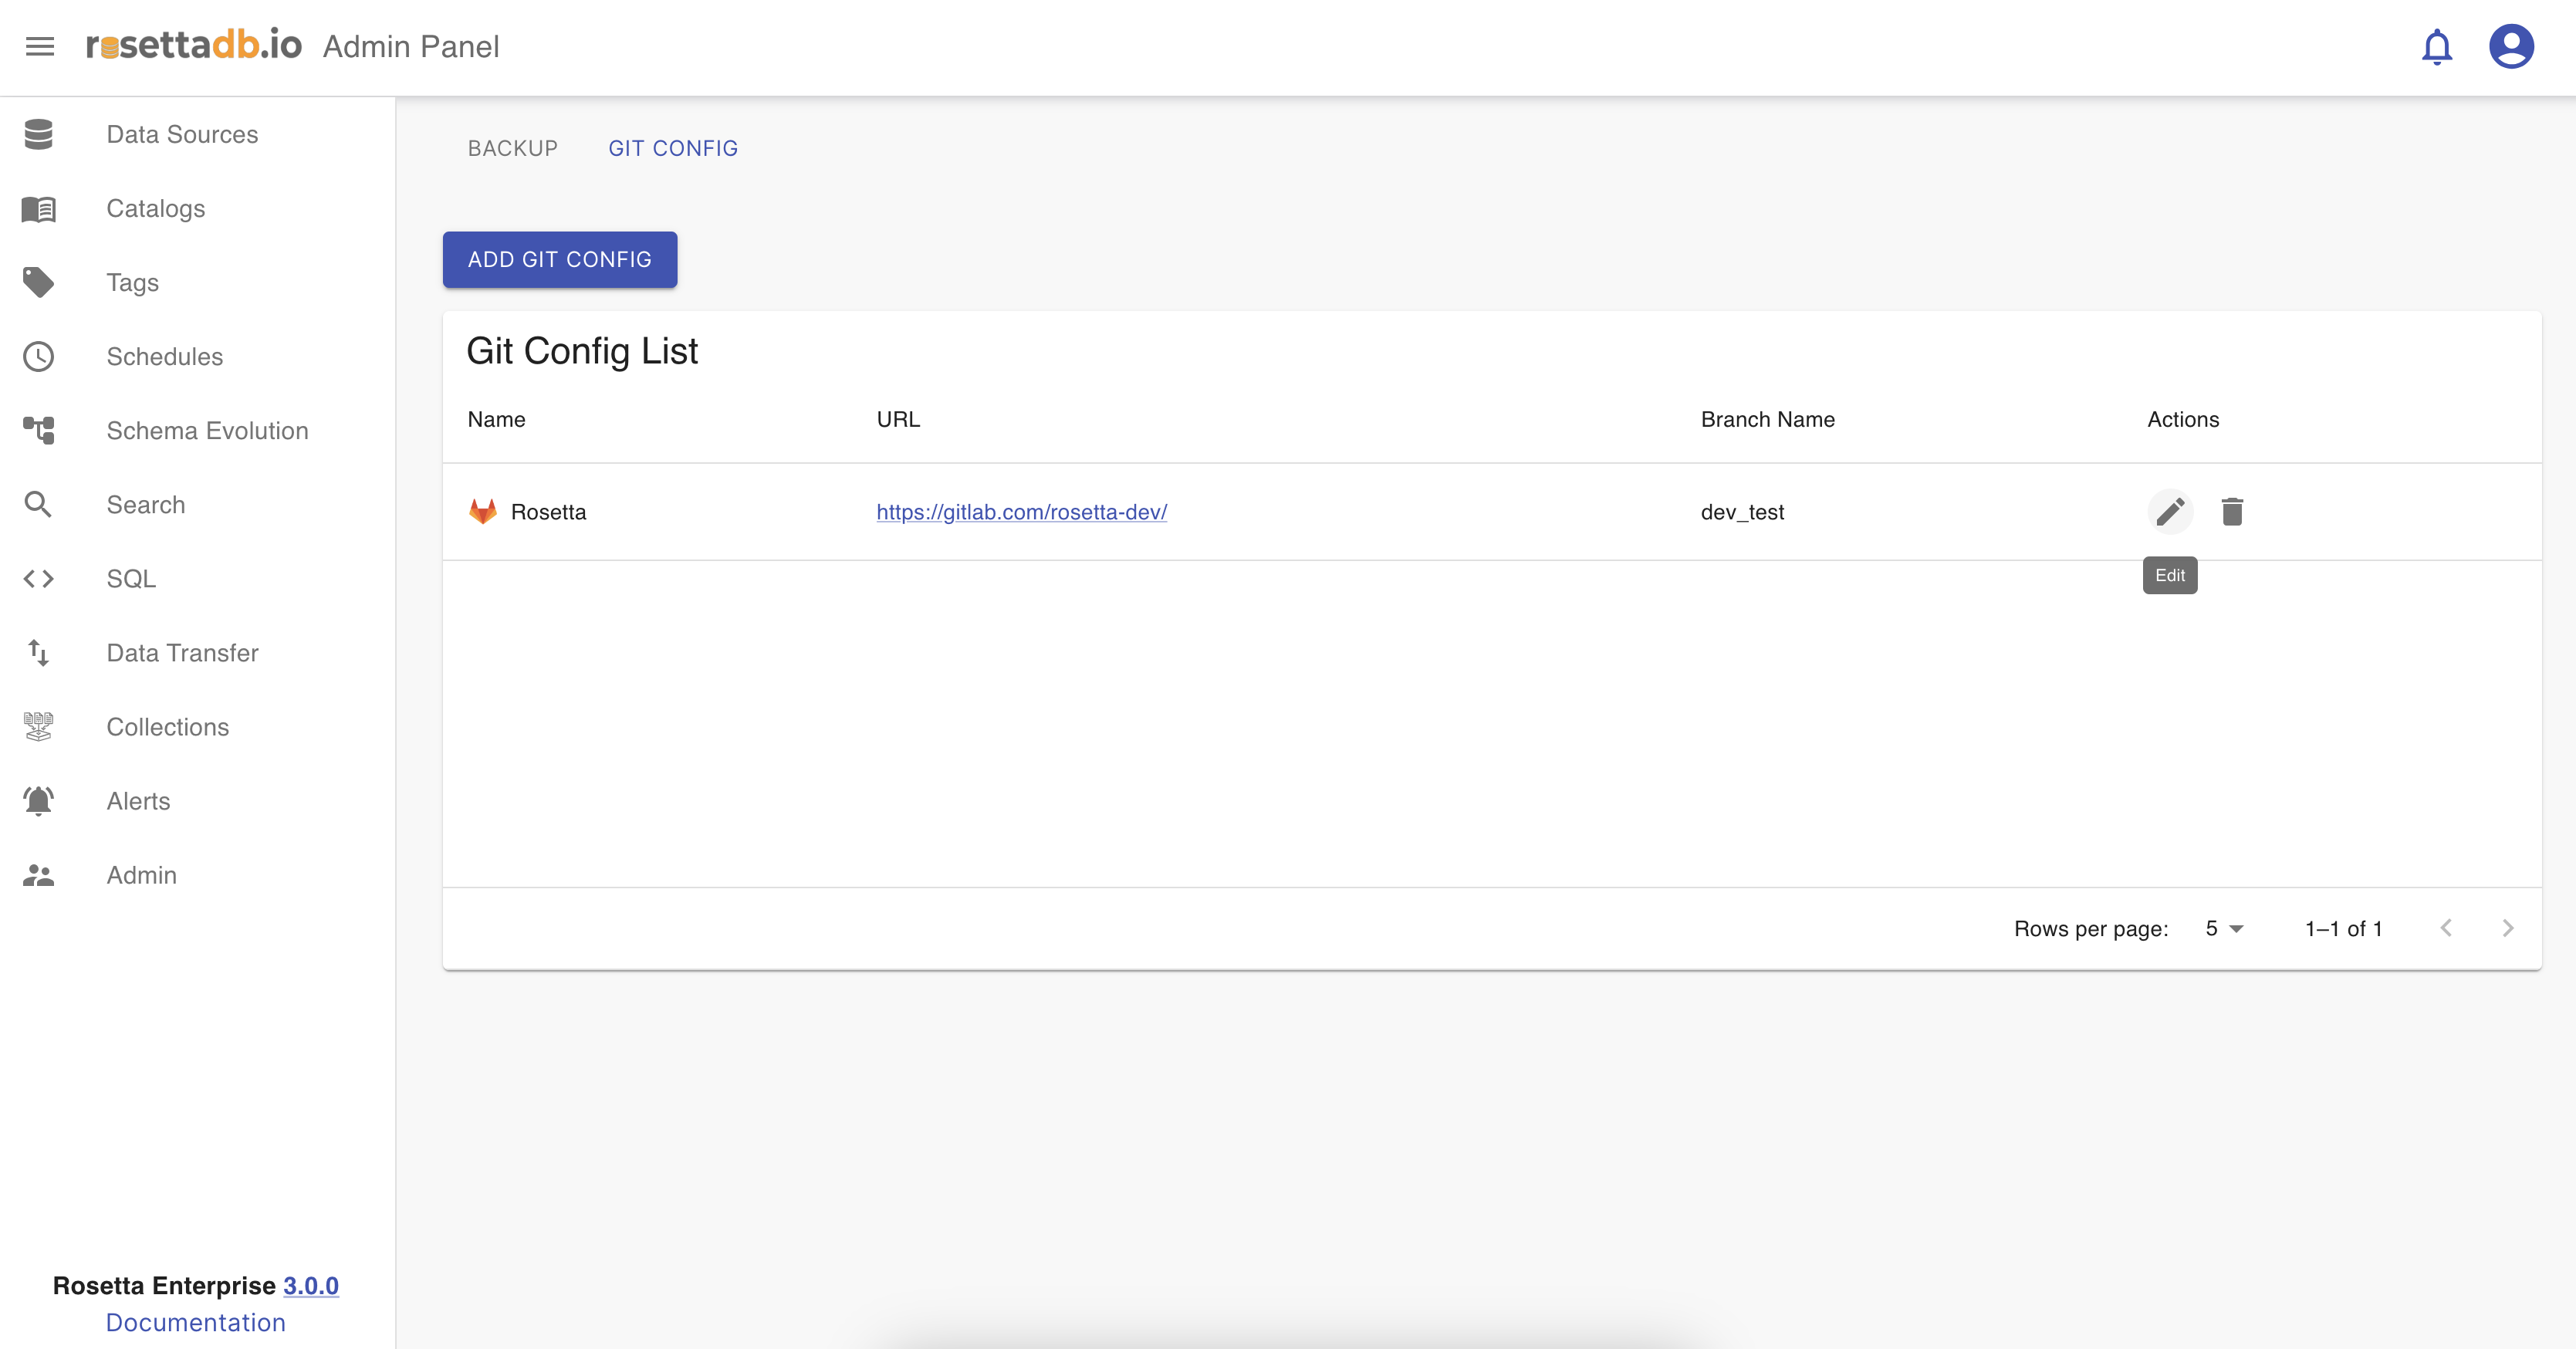 rosettadb.io Admin Panel
Data Sources
Catalogs
Tags
Schedules
Schema Evolution
Search
SQL
Data Transfer
Collections
Alerts
Admin
Rosetta Enterprise 3.0.0
Documentation
BACKUP GIT CONFIG
ADD GIT CONFIG
Git Config List
Name URL Branch Name Actions
Rosetta https://gitlab.com/rosetta-dev/ dev_test
Edit
Rows per page: 5 1–1 of 1